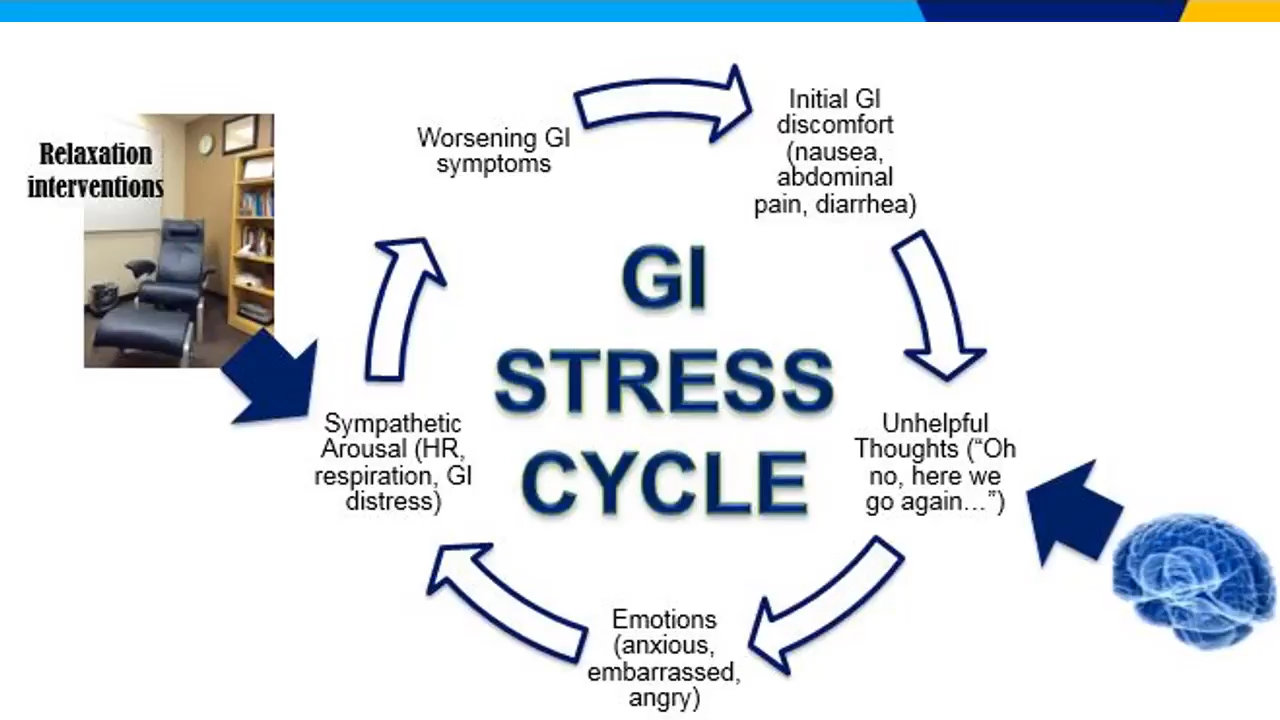 Relaxation
interventions
Worsening GI
symptoms
Initial GI
discomfort
(nausea,
abdominal
pain, diarrhea)
GI
STRESS
CYCLE
Sympathetic
Arousal (HR,
respiration, GI
distress)
Unhelpful
Thoughts (“Oh
no, here we
go again…”)
Emotions
(anxious,
embarrassed,
angry)